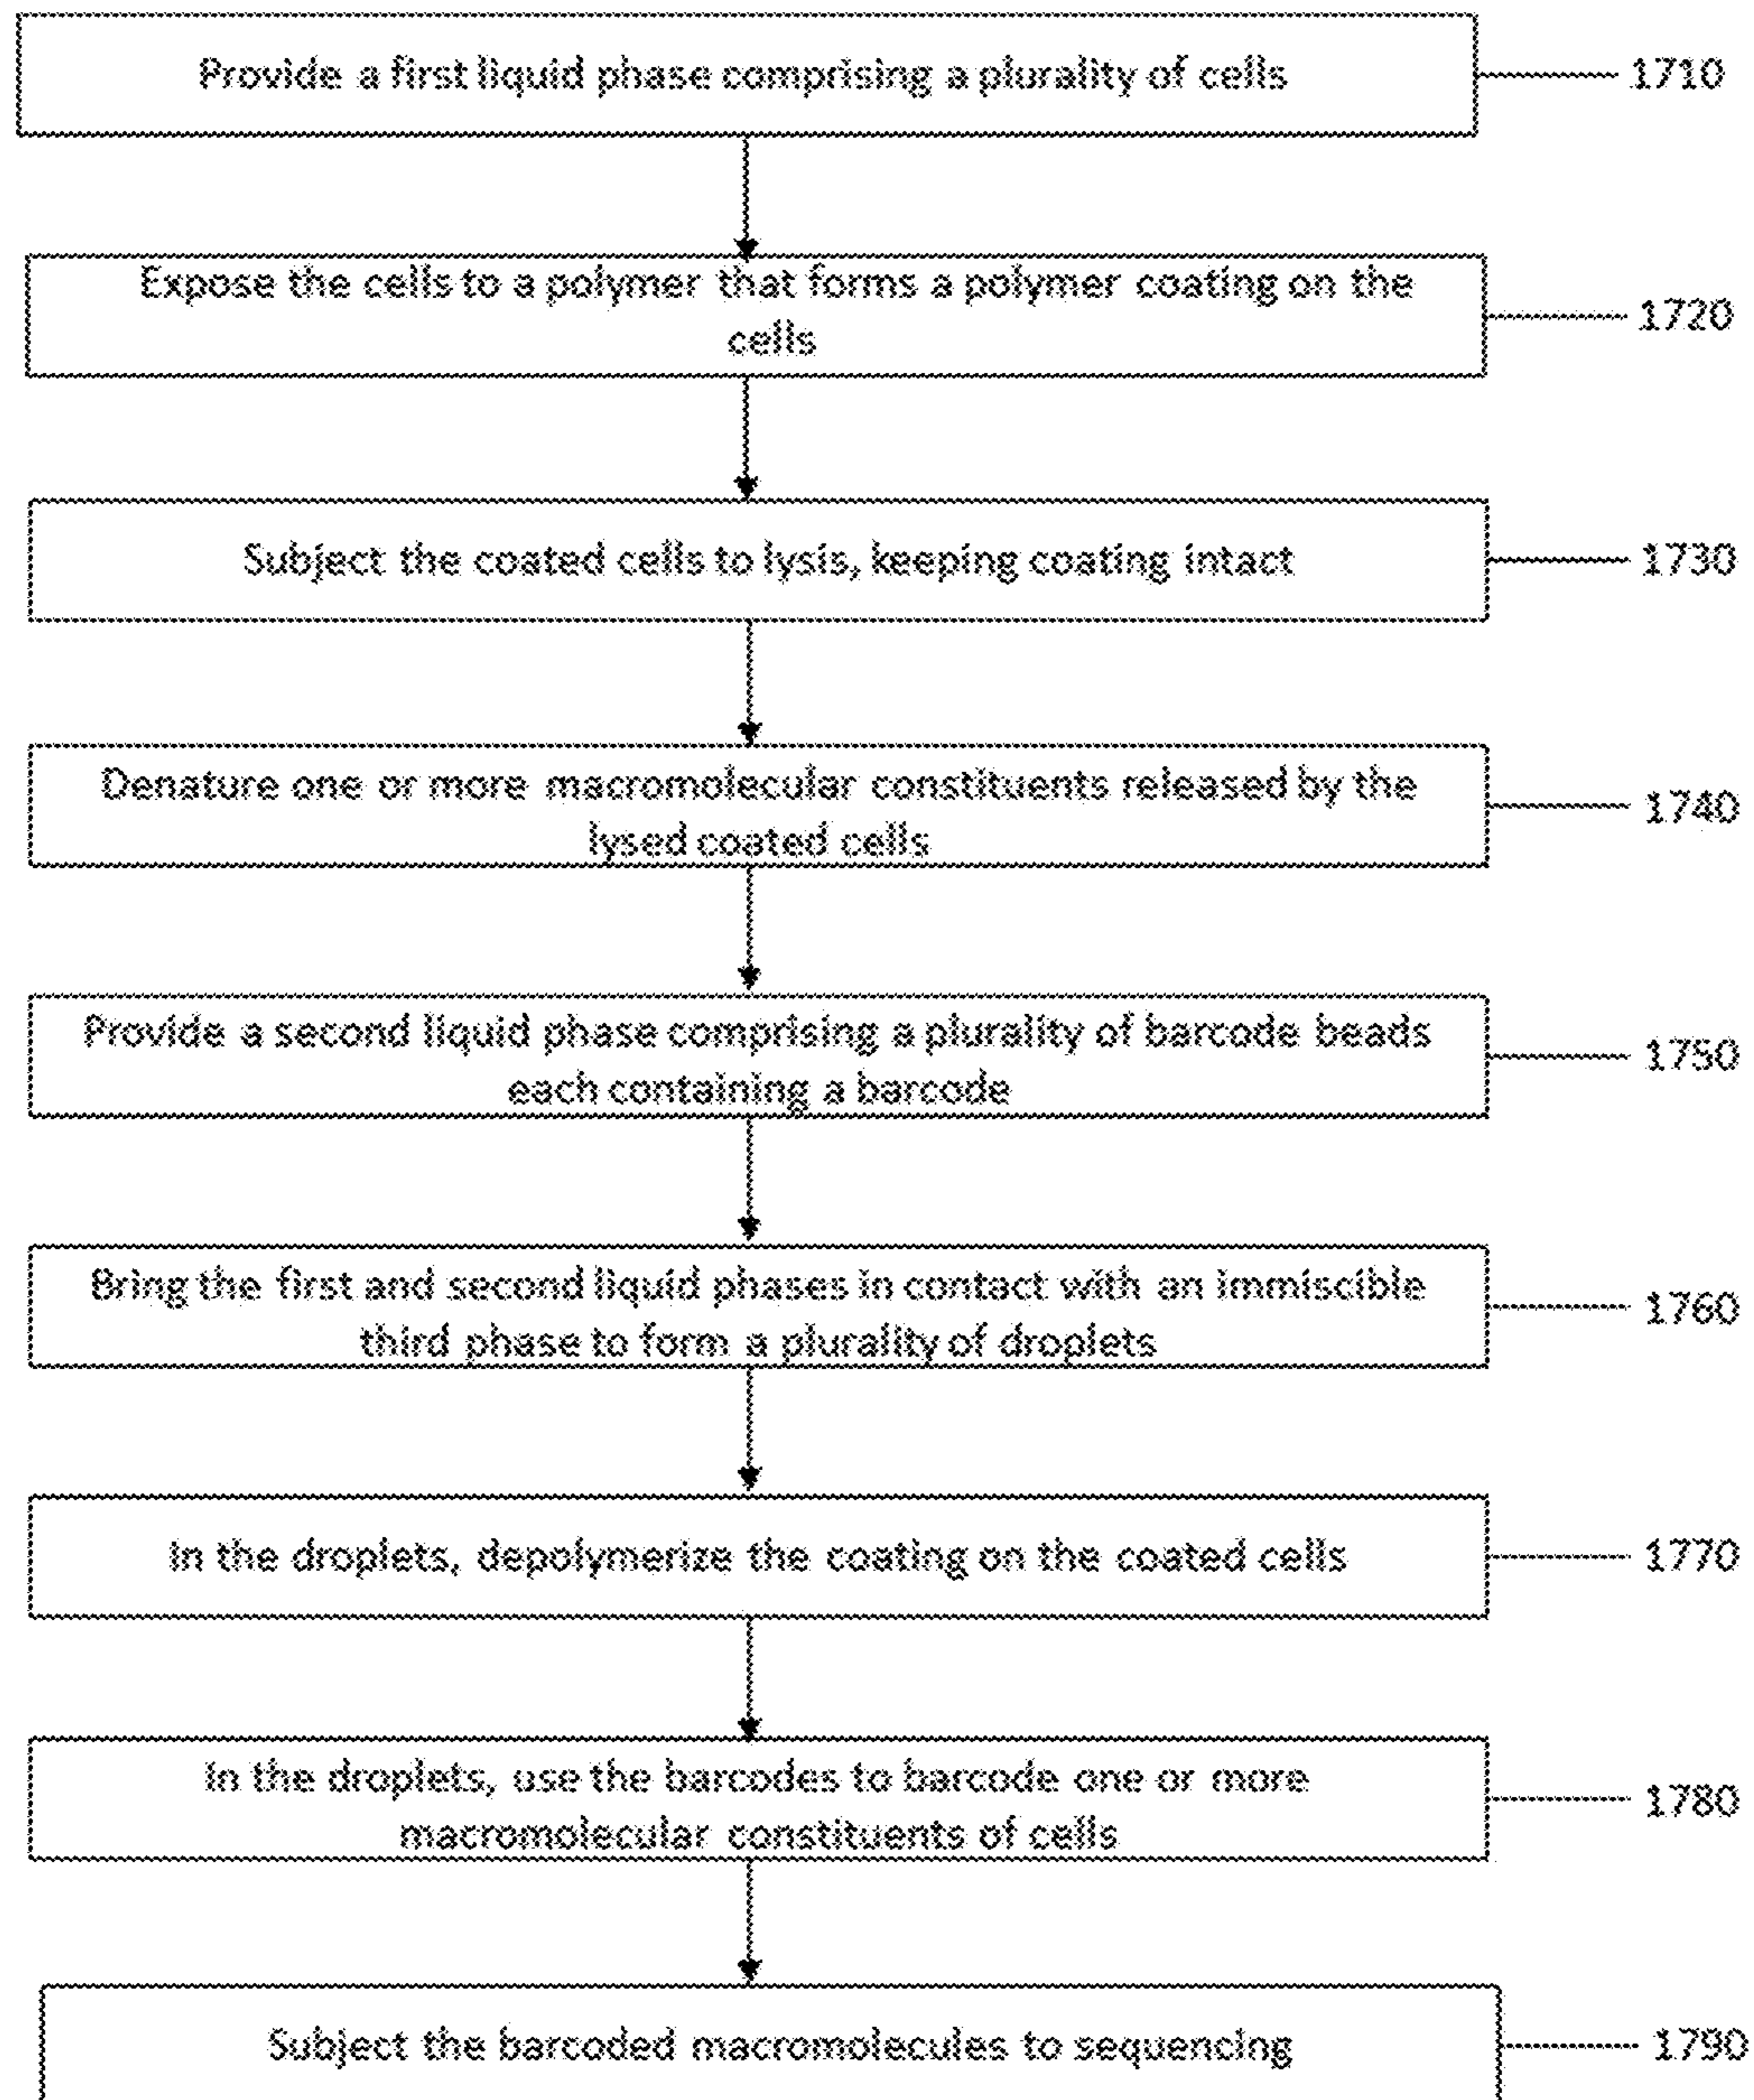 Provide a first liquid phase comprising a plurality of cells
1710
Expose the cells to a polymer that forms a polymer coating on the
cells
1720
Subject the coated cells to lysis, keeping coating intact
1730
Denature one or more macromolecular constituents released by the
lysed coated cells
1740
Provide a second liquid phase comprising a plurality of barcode beads
each containing a barcode
1750
Bring the first and second liquid phases in contact with an immiscible
third phase to form a plurality of droplets
1760
In the droplets, depolymerize the coating on the coated cells
1770
In the droplets, use the barcodes to barcode one or more
macromolecular constituents of cells
1780
Subject the barcoded macromolecules to sequencing
1790